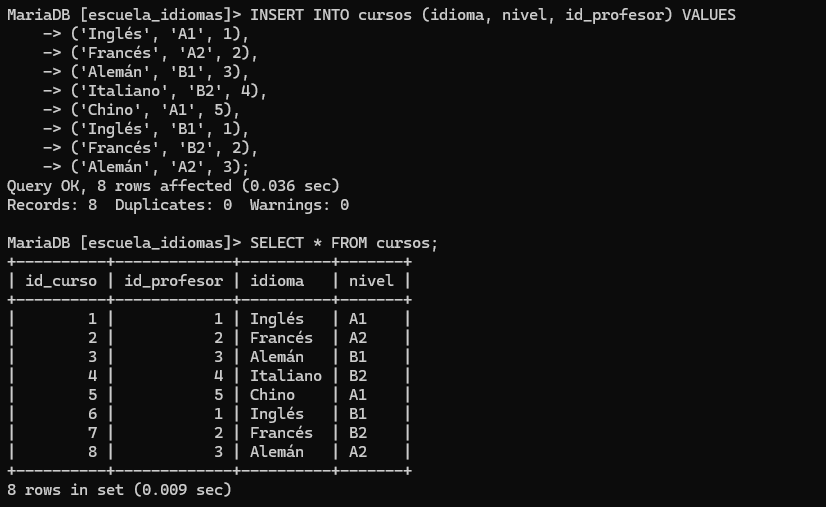 MariaDB [escuela_idiomas]> INSERT INTO cursos (idioma, nivel, id_profesor) VALUES
    -> ('Inglés', 'A1', 1),
    -> ('Francés', 'A2', 2),
    -> ('Alemán', 'B1', 3),
    -> ('Italiano', 'B2', 4),
    -> ('Chino', 'A1', 5),
    -> ('Inglés', 'B1', 1),
    -> ('Francés', 'B2', 2),
    -> ('Alemán', 'A2', 3);
Query OK, 8 rows affected (0.036 sec)
Records: 8  Duplicates: 0  Warnings: 0

MariaDB [escuela_idiomas]> SELECT * FROM cursos;
+----------+-------------+----------+-------+
| id_curso | id_profesor | idioma   | nivel |
+----------+-------------+----------+-------+
|        1 |           1 | Inglés   | A1    |
|        2 |           2 | Francés  | A2    |
|        3 |           3 | Alemán   | B1    |
|        4 |           4 | Italiano | B2    |
|        5 |           5 | Chino    | A1    |
|        6 |           1 | Inglés   | B1    |
|        7 |           2 | Francés  | B2    |
|        8 |           3 | Alemán   | A2    |
+----------+-------------+----------+-------+
8 rows in set (0.009 sec)